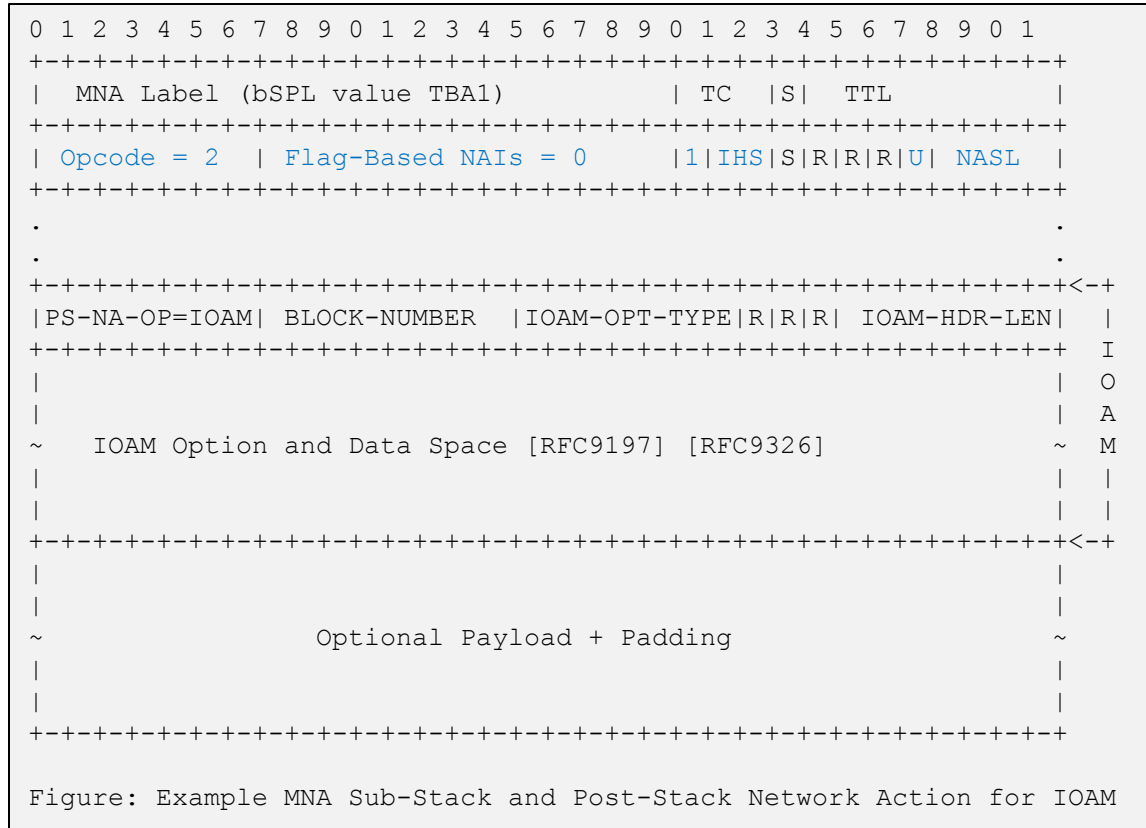 0 1 2 3 4 5 6 7 8 9 0 1 2 3 4 5 6 7 8 9 0 1 2 3 4 5 6 7 8 9 0 1
+-+-+-+-+-+-+-+-+-+-+-+-+-+-+-+-+-+-+-+-+-+-+-+-+-+-+-+-+-+-+-+-+
|  MNA Label (bSPL value TBA1)           | TC  |S|  TTL          |
+-+-+-+-+-+-+-+-+-+-+-+-+-+-+-+-+-+-+-+-+-+-+-+-+-+-+-+-+-+-+-+-+
| Opcode = 2  | Flag-Based NAIs = 0     |1|IHS|S|R|R|R|U| NASL  |
+-+-+-+-+-+-+-+-+-+-+-+-+-+-+-+-+-+-+-+-+-+-+-+-+-+-+-+-+-+-+-+-+
.                                                               .
.                                                               .
+-+-+-+-+-+-+-+-+-+-+-+-+-+-+-+-+-+-+-+-+-+-+-+-+-+-+-+-+-+-+-+-+<-+
|PS-NA-OP=IOAM| BLOCK-NUMBER  |IOAM-OPT-TYPE|R|R|R| IOAM-HDR-LEN|  |
+-+-+-+-+-+-+-+-+-+-+-+-+-+-+-+-+-+-+-+-+-+-+-+-+-+-+-+-+-+-+-+-+  I
|                                                               |  O
|                                                               |  A
~   IOAM Option and Data Space [RFC9197] [RFC9326]              ~  M
|                                                               |  |
|                                                               |  |
+-+-+-+-+-+-+-+-+-+-+-+-+-+-+-+-+-+-+-+-+-+-+-+-+-+-+-+-+-+-+-+-+<-+
|                                                               |
|                                                               |
~                 Optional Payload + Padding                    ~
|                                                               |
|                                                               |
+-+-+-+-+-+-+-+-+-+-+-+-+-+-+-+-+-+-+-+-+-+-+-+-+-+-+-+-+-+-+-+-+
Figure: Example MNA Sub-Stack and Post-Stack Network Action for IOAM